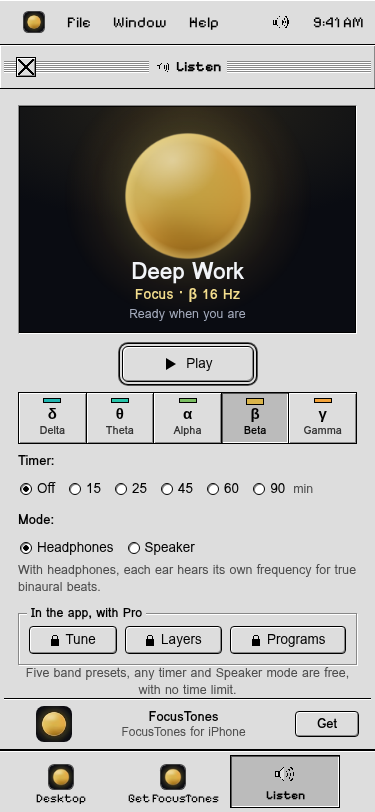 File Window Help 9:41 AM
Listen
Deep Work
Focus · β 16 Hz
Ready when you are
Play
δ θ α β γ
Delta Theta Alpha Beta Gamma
Timer:
Off 15 25 45 60 90 min
Mode:
Headphones Speaker
With headphones, each ear hears its own frequency for true
binaural beats.
In the app, with Pro
Tune Layers Programs
Five band presets, any timer and Speaker mode are free,
with no time limit.
FocusTones
FocusTones for iPhone
Get
Desktop Get FocusTones Listen